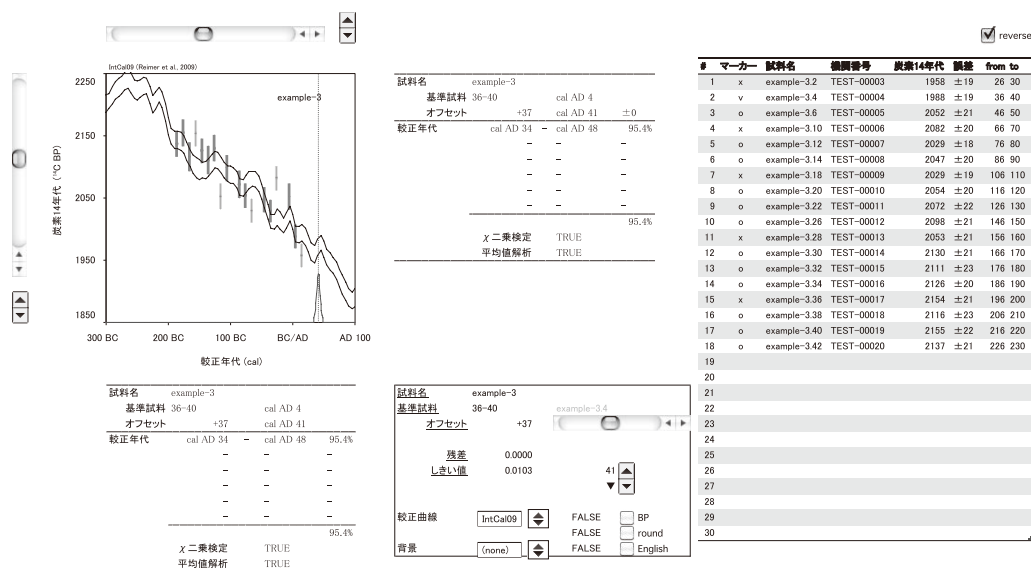 reverse
IntCal09 (Reimer et al., 2009)
example-3
炭素14年代 (¹⁴C BP)
2250
2150
2050
1950
1850
300 BC 200 BC 100 BC BC/AD AD 100
較正年代 (cal)
試料名 example-3
基準試料 36-40 cal AD 4
オフセット +37 cal AD 41 ±0
較正年代 cal AD 34 - cal AD 48 95.4%
- - -
- - -
- - -
- - -
- - -
95.4%
χ 二乗検定 TRUE
平均値解析 TRUE
# マーカー 試料名 機関番号 炭素14年代 誤差 from to
1 x example-3.2 TEST-00003 1958 ±19 26 30
2 v example-3.4 TEST-00004 1988 ±19 36 40
3 o example-3.6 TEST-00005 2052 ±21 46 50
4 x example-3.10 TEST-00006 2082 ±20 66 70
5 o example-3.12 TEST-00007 2029 ±18 76 80
6 o example-3.14 TEST-00008 2047 ±20 86 90
7 x example-3.18 TEST-00009 2029 ±19 106 110
8 o example-3.20 TEST-00010 2054 ±20 116 120
9 o example-3.22 TEST-00011 2072 ±22 126 130
10 o example-3.26 TEST-00012 2098 ±21 146 150
11 x example-3.28 TEST-00013 2053 ±21 156 160
12 o example-3.30 TEST-00014 2130 ±21 166 170
13 o example-3.32 TEST-00015 2111 ±23 176 180
14 o example-3.34 TEST-00016 2126 ±20 186 190
15 x example-3.36 TEST-00017 2154 ±21 196 200
16 o example-3.38 TEST-00018 2116 ±23 206 210
17 o example-3.40 TEST-00019 2155 ±22 216 220
18 o example-3.42 TEST-00020 2137 ±21 226 230
19
20
21
22
23
24
25
26
27
28
29
30
試料名 example-3
基準試料 36-40 cal AD 4
オフセット +37 cal AD 41
較正年代 cal AD 34 - cal AD 48 95.4%
- - -
- - -
- - -
- - -
- - -
95.4%
χ 二乗検定 TRUE
平均値解析 TRUE
試料名 example-3
基準試料 36-40 example-3.4
オフセット +37
残差 0.0000
しきい値 0.0103 41
▼
較正曲線 IntCal09 FALSE BP
FALSE round
背景 (none) FALSE English